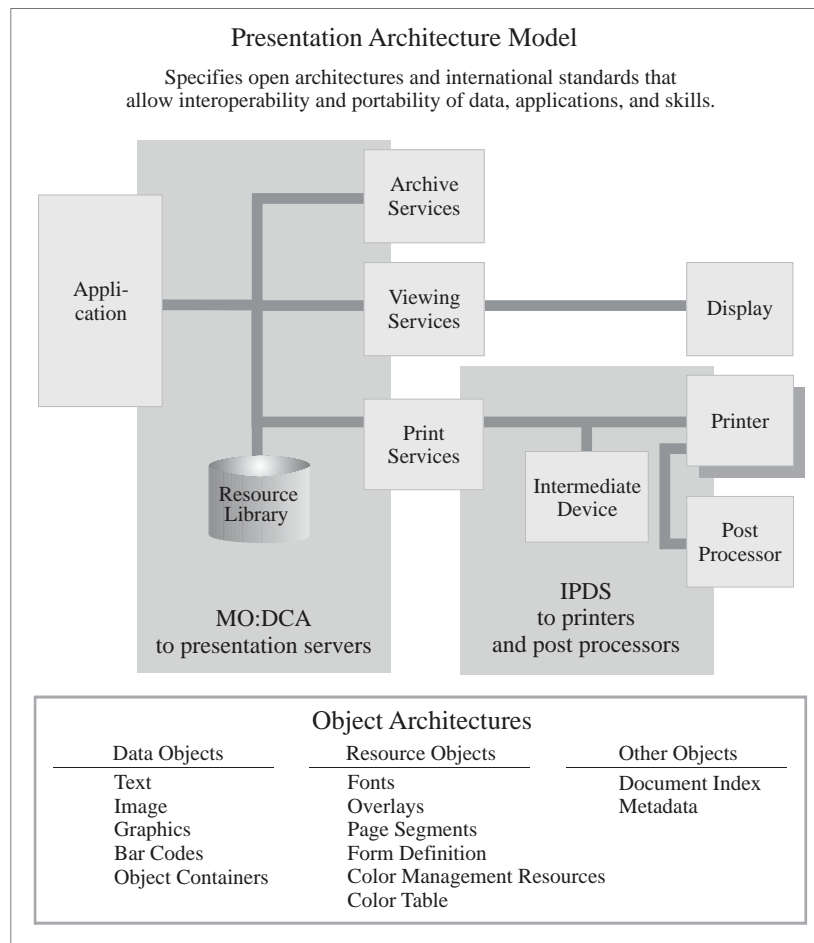 Presentation Architecture Model
Specifies open architectures and international standards that
allow interoperability and portability of data, applications, and skills.
Archive
Services
Appli-
cation
Viewing
Services
Display
Print
Services
Printer
Resource
Library
Intermediate
Device
Post
Processor
MO:DCA
to presentation servers
IPDS
to printers
and post processors
Object Architectures
Data Objects
Text
Image
Graphics
Bar Codes
Object Containers
Resource Objects
Fonts
Overlays
Page Segments
Form Definition
Color Management Resources
Color Table
Other Objects
Document Index
Metadata